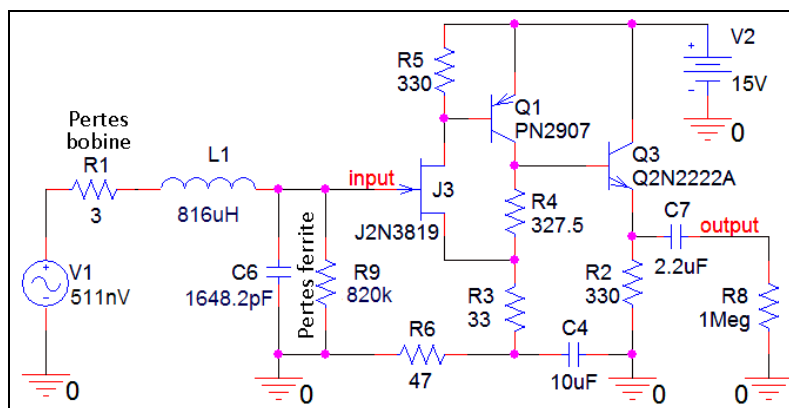 Pertes
bobine
R1
3
L1
816uH
V1
511nV
0
C6
1648.2pF
0
Pertes ferrite
R9
820k
input
J3
J2N3819
R5
330
Q1
PN2907
R4
327.5
R3
33
R6
47
C4
10uF
Q3
Q2N2222A
R2
330
0
C7
2.2uF
output
R8
1Meg
0
V2
15V
0
+
-
+
-